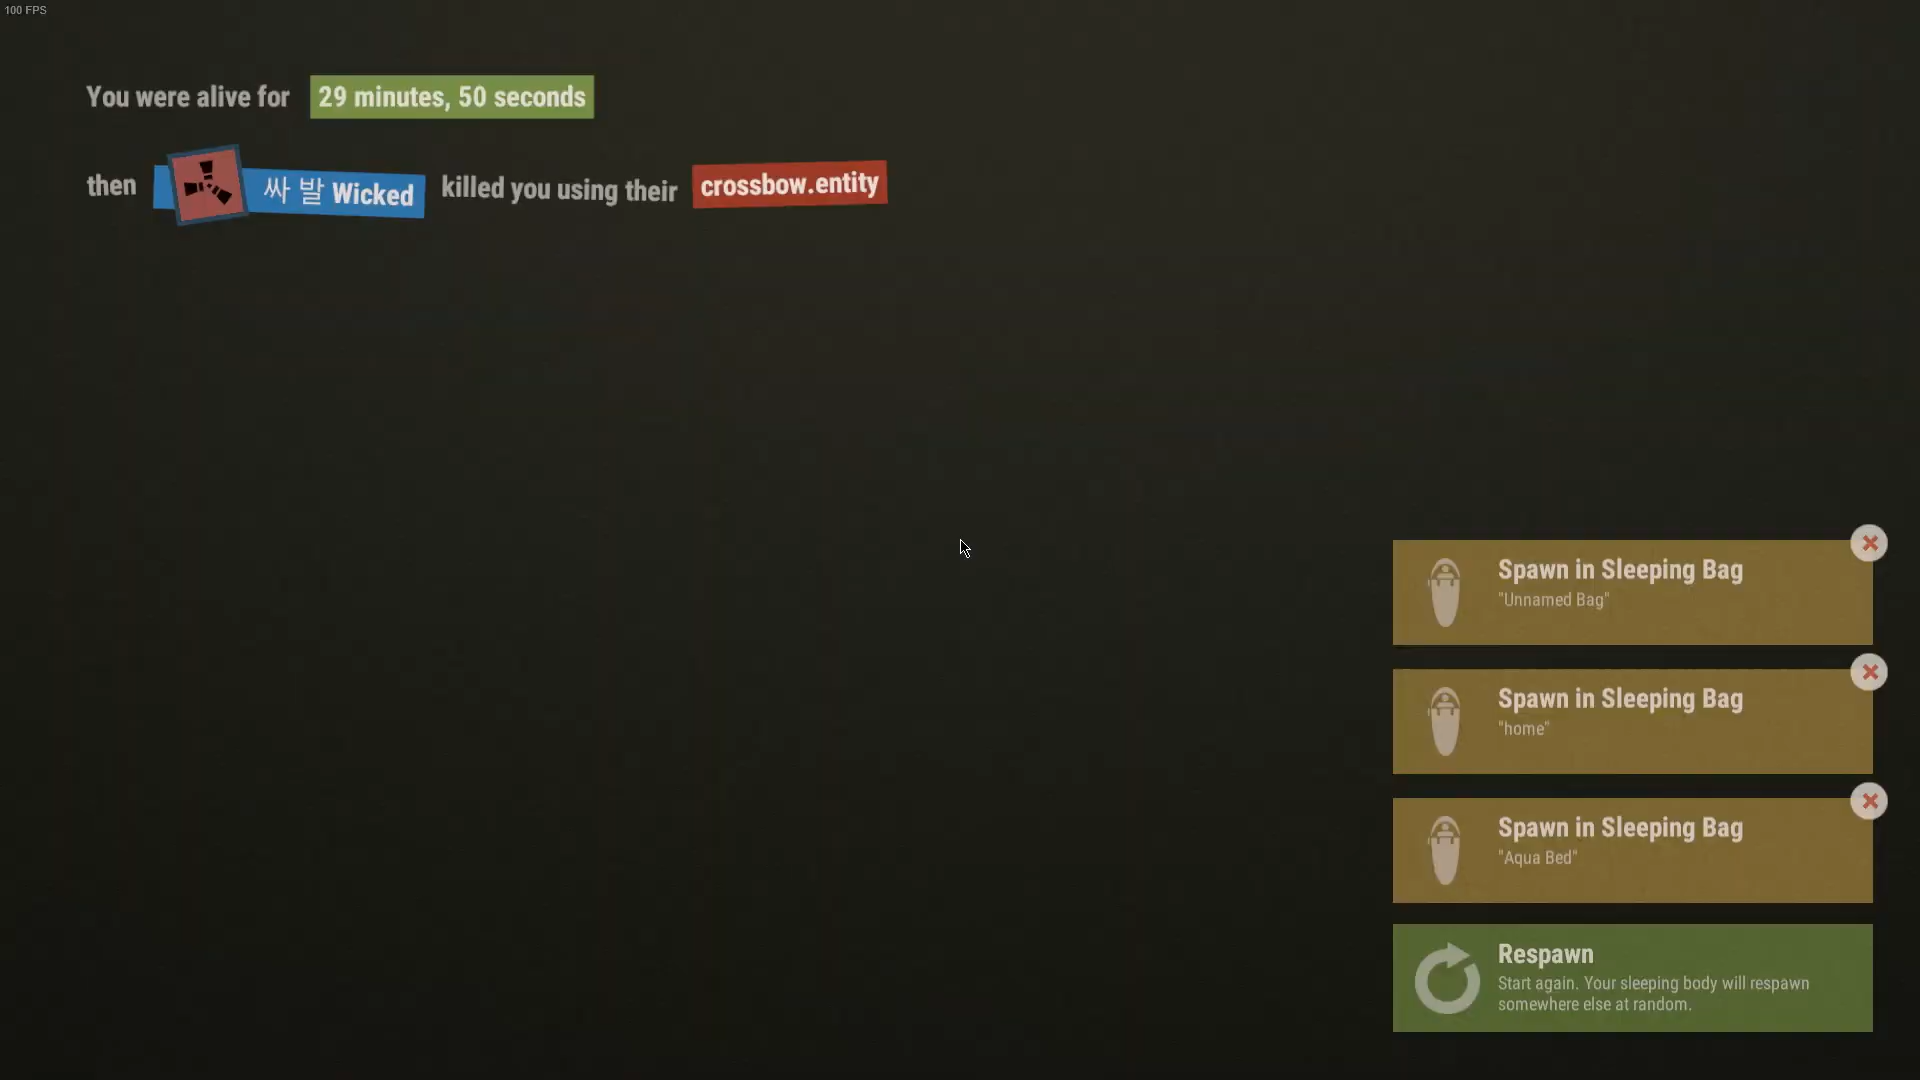 100 FPS
You were alive for 29 minutes, 50 seconds
then 싸 발 Wicked killed you using their crossbow.entity
Spawn in Sleeping Bag
"Unnamed Bag"
Spawn in Sleeping Bag
"home"
Spawn in Sleeping Bag
"Aqua Bed"
Respawn
Start again. Your sleeping body will respawn
somewhere else at random.